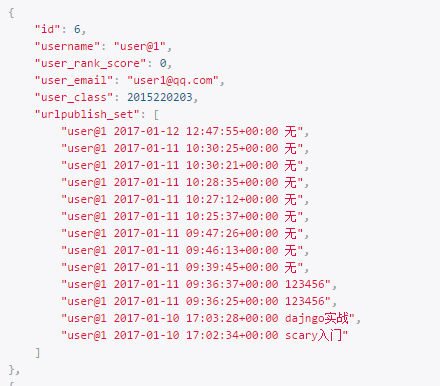 {
"id": 6,
"username": "user@1",
"user_rank_score": 0,
"user_email": "user1@qq.com",
"user_class": 2015220203,
"urlpublish_set": [
"user@1 2017-01-12 12:47:55+00:00 无",
"user@1 2017-01-11 10:30:25+00:00 无",
"user@1 2017-01-11 10:30:21+00:00 无",
"user@1 2017-01-11 10:28:35+00:00 无",
"user@1 2017-01-11 10:27:12+00:00 无",
"user@1 2017-01-11 10:25:37+00:00 无",
"user@1 2017-01-11 09:47:26+00:00 无",
"user@1 2017-01-11 09:46:13+00:00 无",
"user@1 2017-01-11 09:39:45+00:00 无",
"user@1 2017-01-11 09:36:37+00:00 123456",
"user@1 2017-01-11 09:36:25+00:00 123456",
"user@1 2017-01-10 17:03:28+00:00 dajngo实战",
"user@1 2017-01-10 17:02:34+00:00 scary入门"
]
},
{